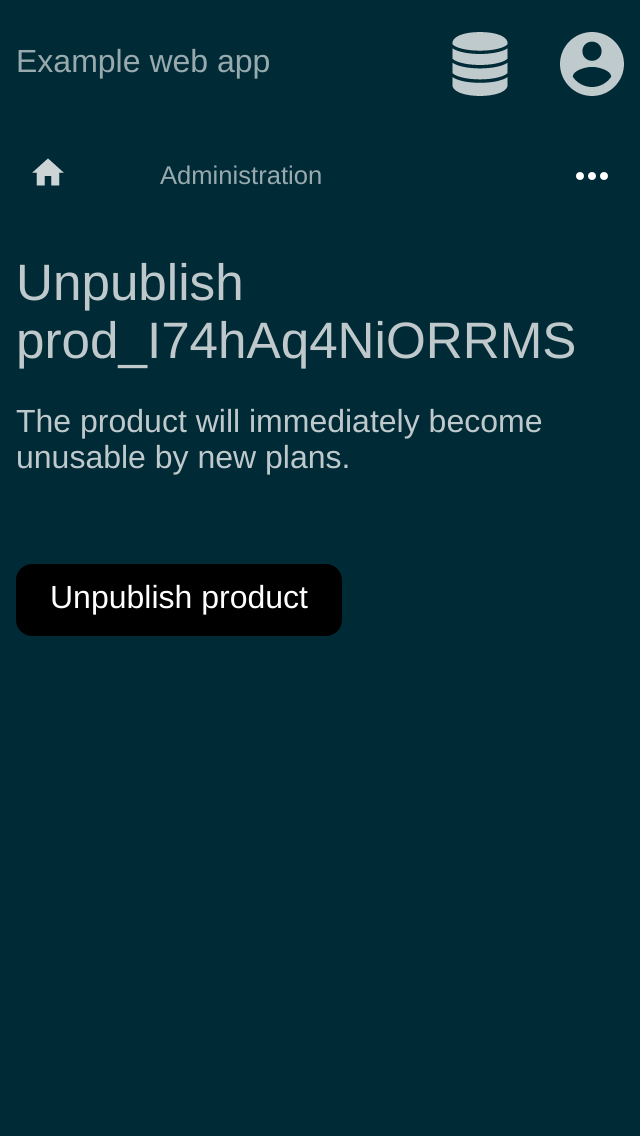 Example web app
Administration
Unpublish
prod_I74hAq4NiORRMS
The product will immediately become
unusable by new plans.
Unpublish product